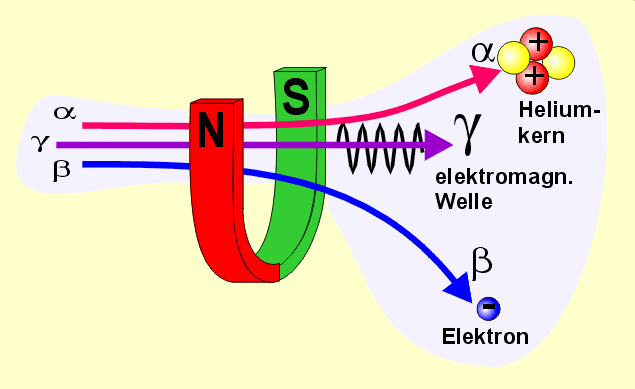 α
γ
β
N
S
α
+
+
Helium-
kern
γ
elektromagn.
Welle
β
-
Elektron